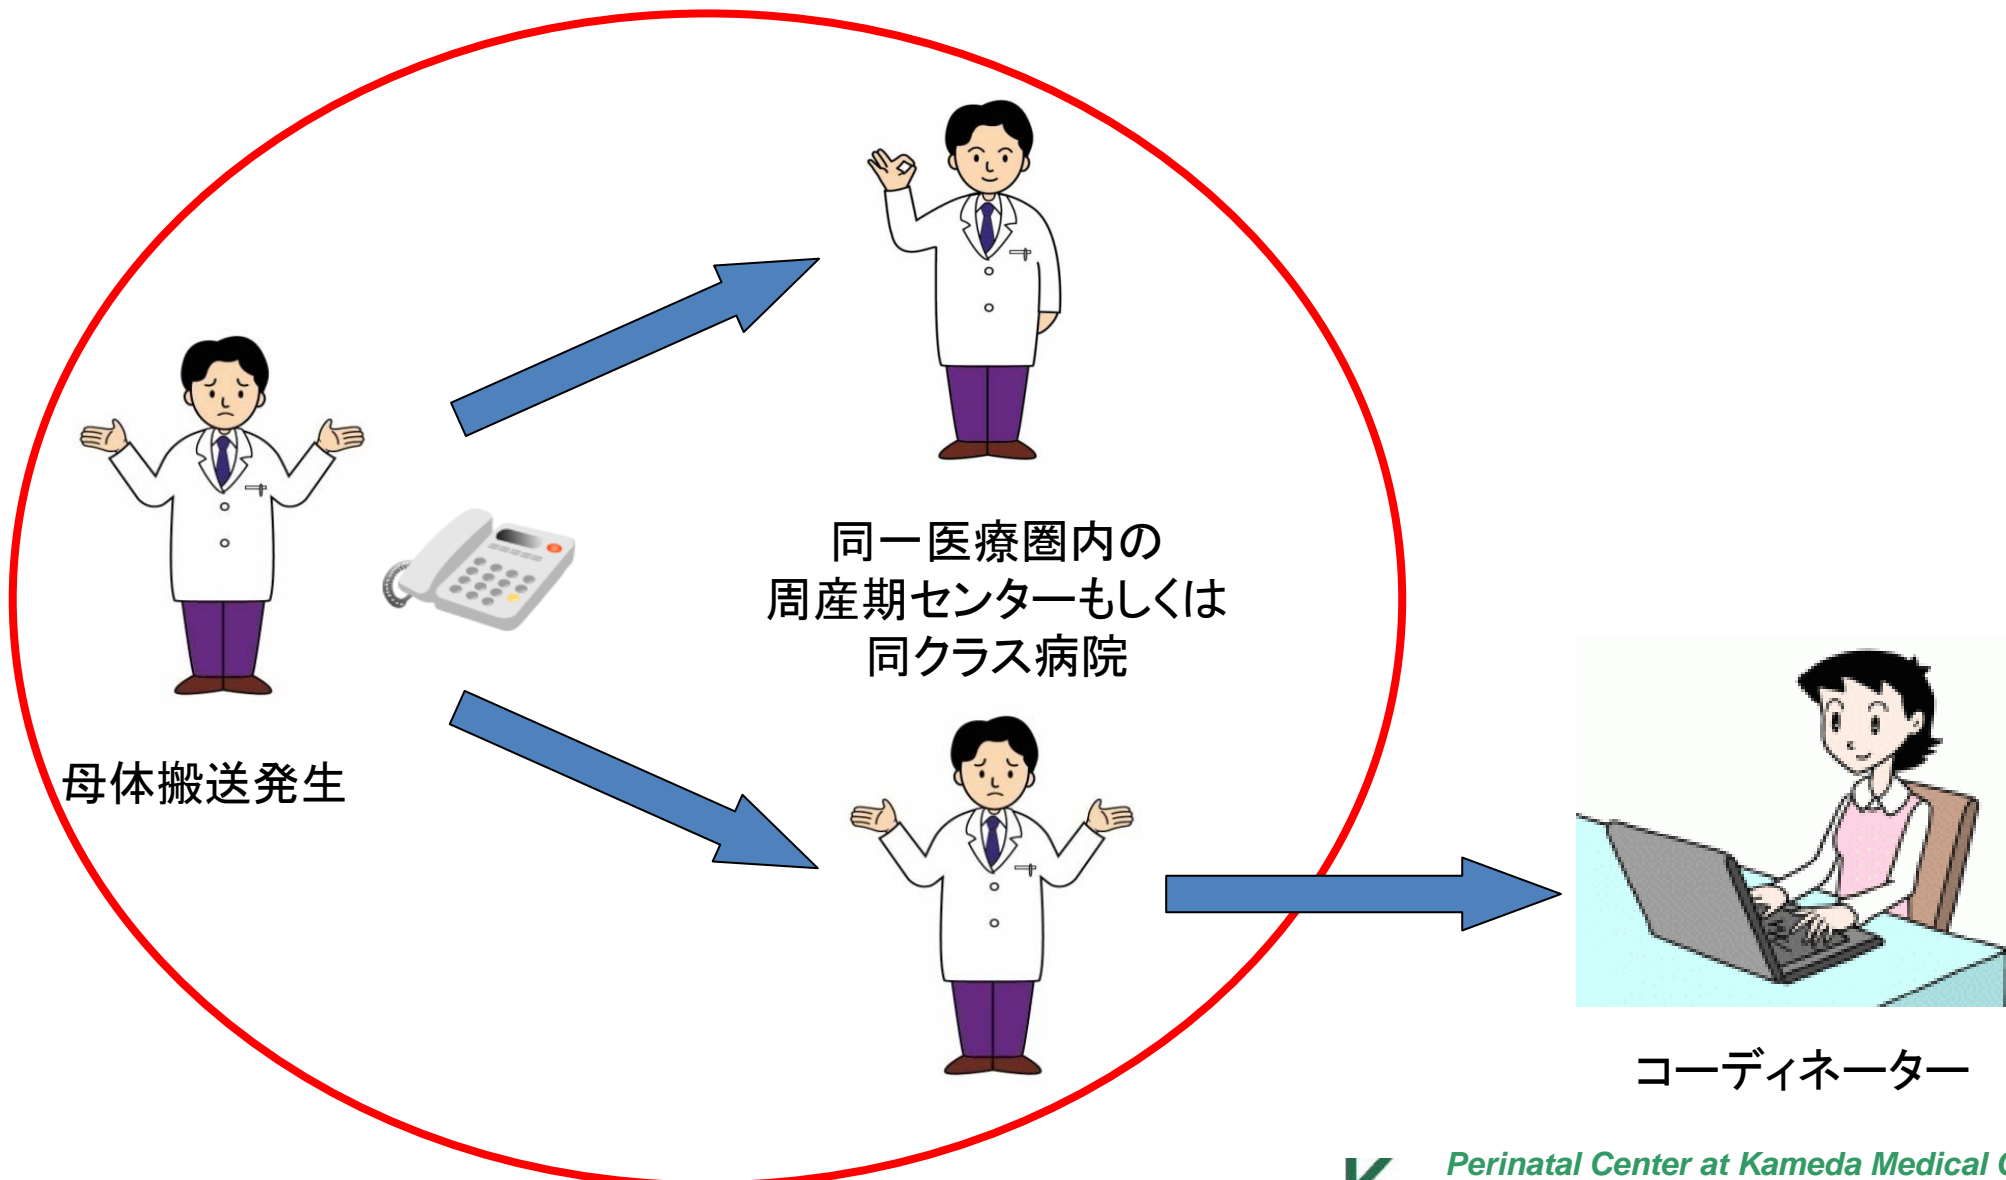 同一医療圏内の
周産期センターもしくは
同クラス病院
母体搬送発生
コーディネーター
Perinatal Center at Kameda Medical